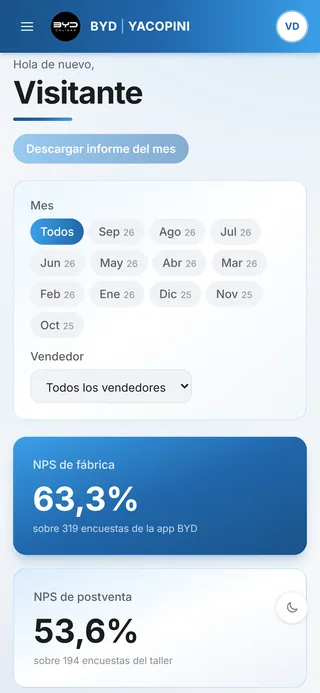 BYD
CALIDAD
BYD | YACOPINI
VD
Hola de nuevo,
Visitante
Descargar informe del mes
Mes
Todos Sep 26 Ago 26 Jul 26
Jun 26 May 26 Abr 26 Mar 26
Feb 26 Ene 26 Dic 25 Nov 25
Oct 25
Vendedor
Todos los vendedores
NPS de fábrica
63,3%
sobre 319 encuestas de la app BYD
NPS de postventa
53,6%
sobre 194 encuestas del taller